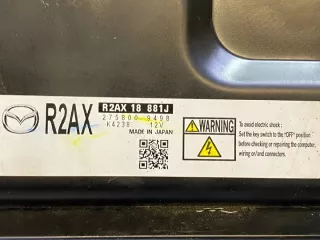 R2AX
R2AX 18 881J
275800-9498
K4238 12V
MADE IN JAPAN
WARNING
To avoid electric shock;
Set the key switch to the "OFF" position
before checking or repairing the computer,
wiring or/and connectors.